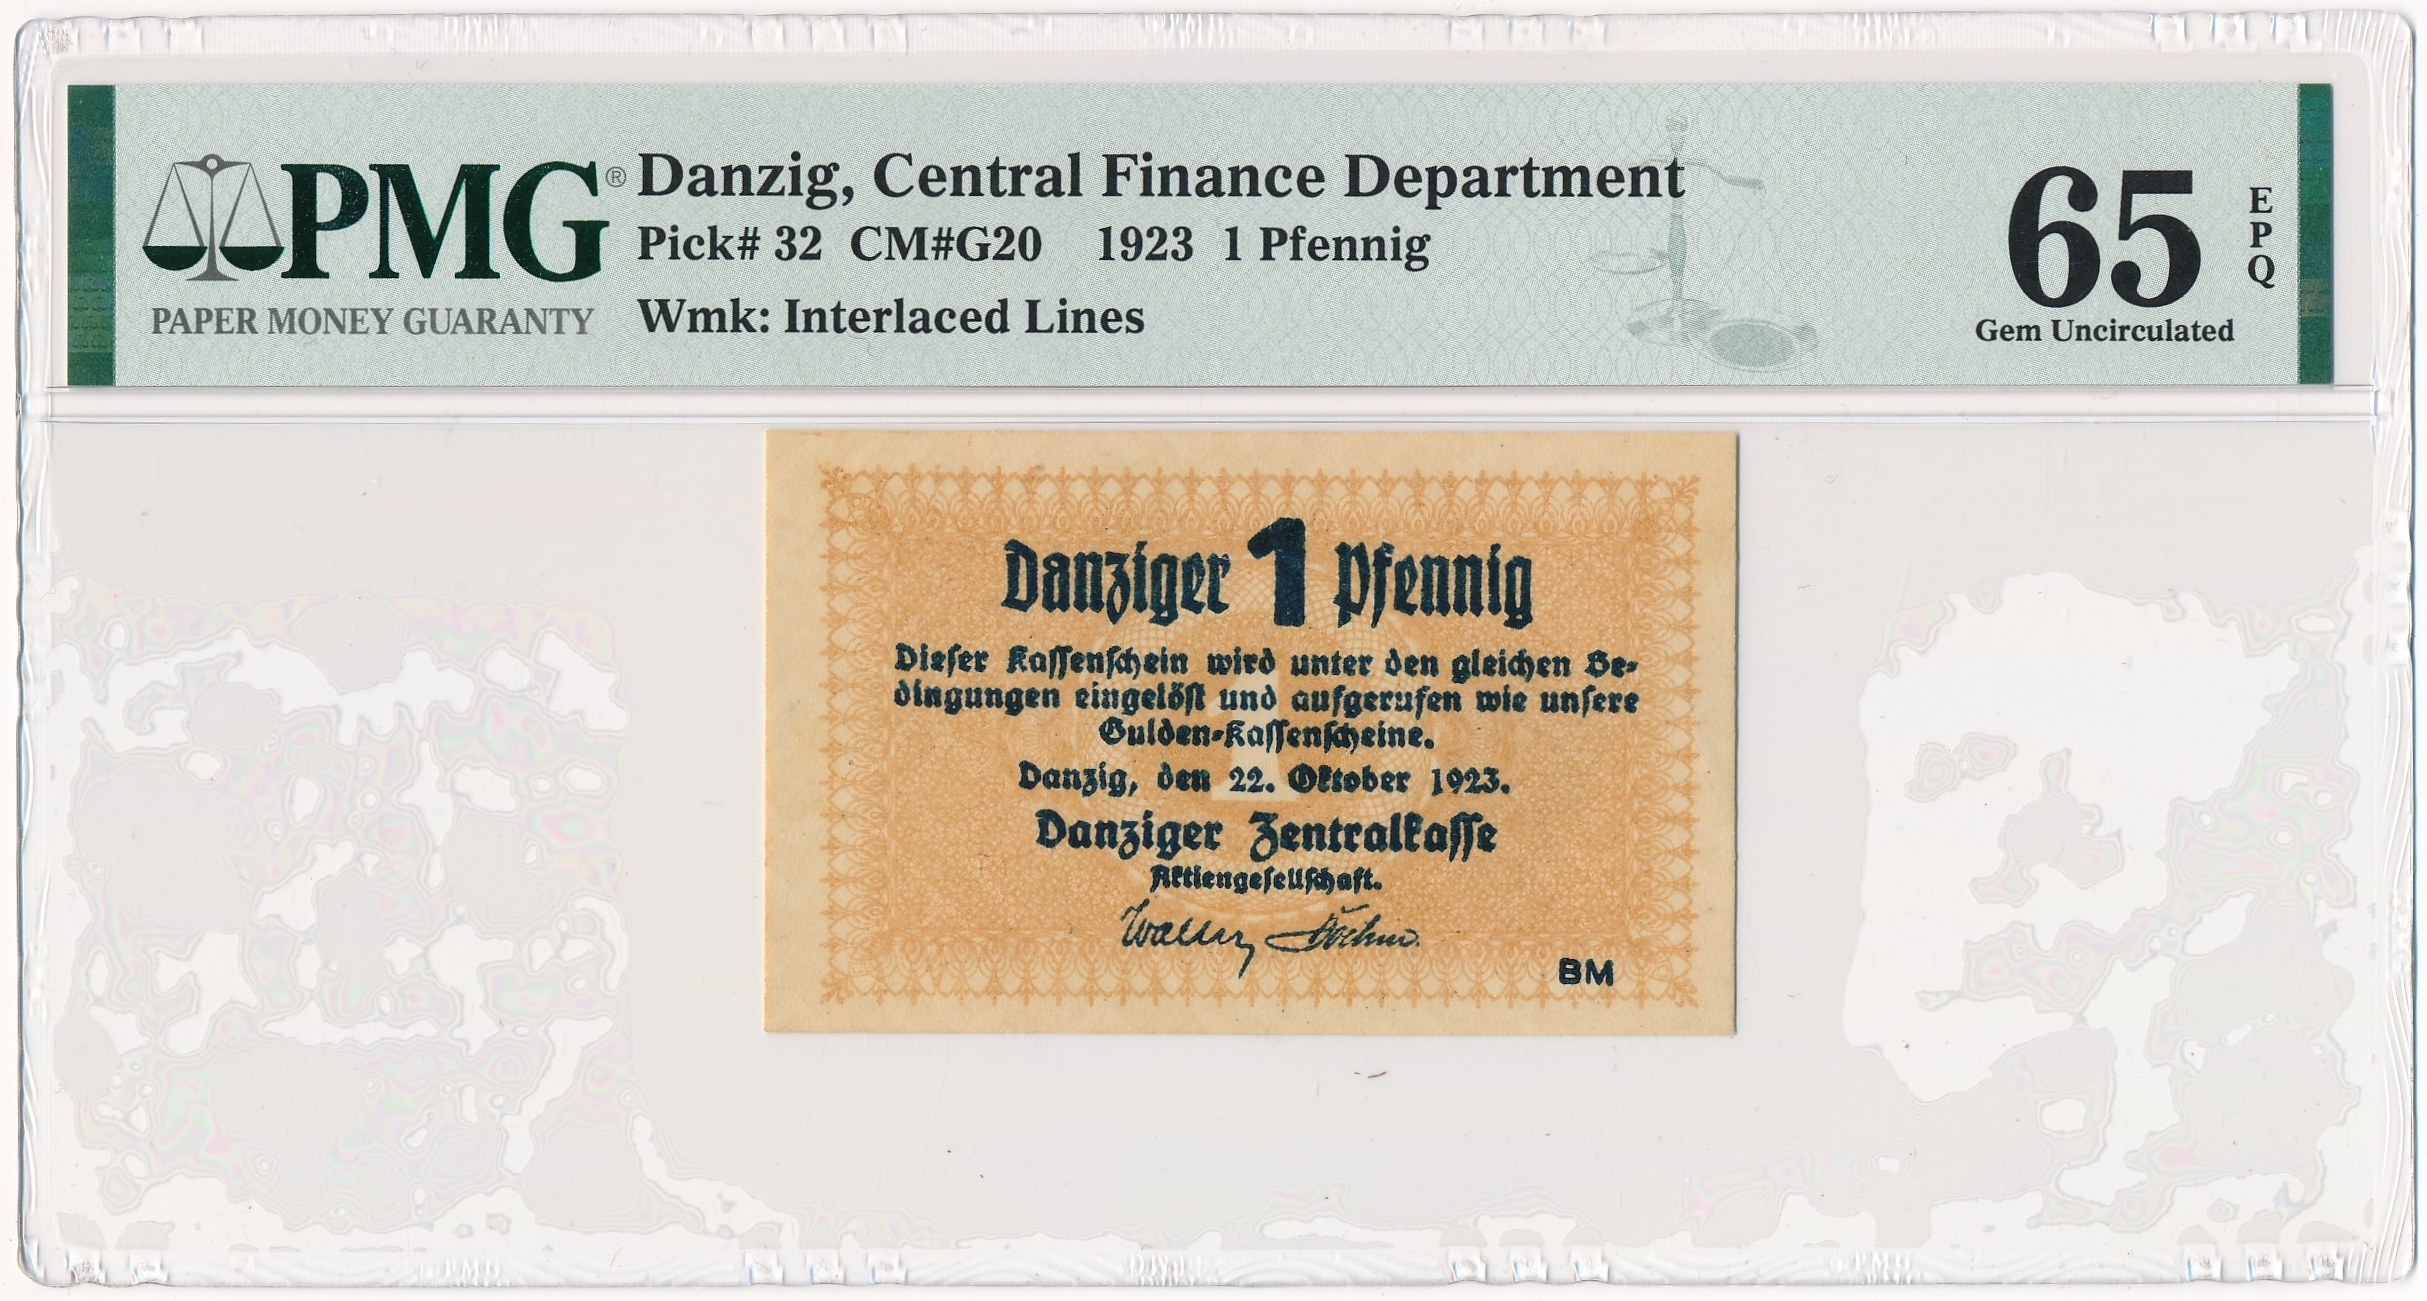 PMG®
PAPER MONEY GUARANTY
Danzig, Central Finance Department
Pick# 32 CM#G20 1923 1 Pfennig
Wmk: Interlaced Lines
65
EPQ
Gem Uncirculated
Danziger 1 Pfennig
Dieser Kassenschein wird unter den gleichen Be-
dingungen eingelöst und aufgerufen wie unsere
Gulden-Kassenscheine.
Danzig, den 22. Oktober 1923.
Danziger Zentralkasse
Aktiengesellschaft.
BM